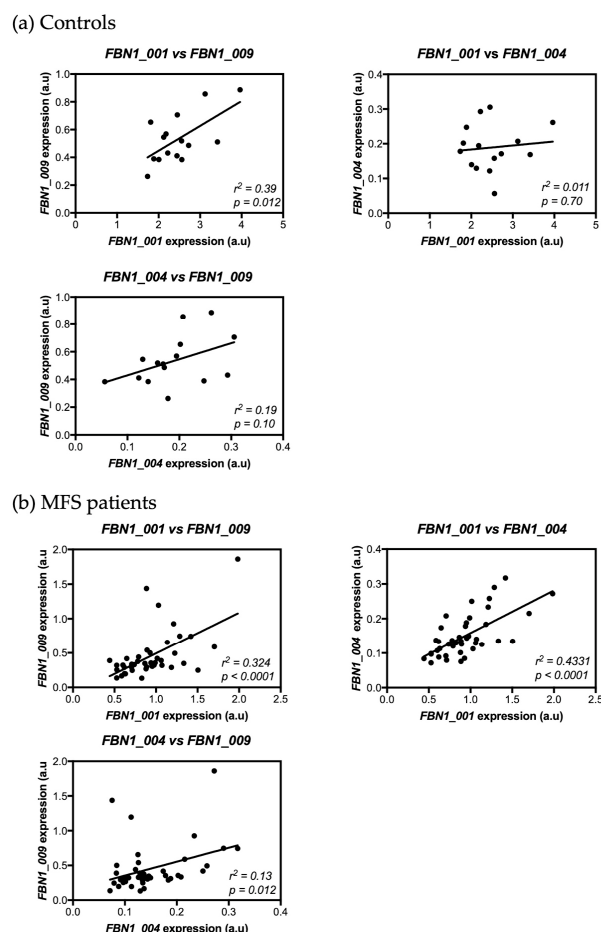 (a) Controls
FBN1_001 vs FBN1_009
FBN1_009 expression (a.u)
1.0
0.8
0.6
0.4
0.2
0.0
0 1 2 3 4 5
r² = 0.39
p = 0.012
FBN1_001 expression (a.u)
FBN1_001 vs FBN1_004
FBN1_004 expression (a.u)
0.4
0.3
0.2
0.1
0.0
0 1 2 3 4 5
r² = 0.011
p = 0.70
FBN1_001 expression (a.u)
FBN1_004 vs FBN1_009
FBN1_009 expression (a.u)
1.0
0.8
0.6
0.4
0.2
0.0
0.0 0.1 0.2 0.3 0.4
r² = 0.19
p = 0.10
FBN1_004 expression (a.u)
(b) MFS patients
FBN1_001 vs FBN1_009
FBN1_009 expression (a.u
2.0
1.5
1.0
0.5
0.0
0.0 0.5 1.0 1.5 2.0 2.5
r² = 0.324
p < 0.0001
FBN1_001 expression (a.u)
FBN1_001 vs FBN1_004
FBN1_004 expression (a.u
0.4
0.3
0.2
0.1
0.0
0.0 0.5 1.0 1.5 2.0 2.5
r² = 0.4331
p < 0.0001
FBN1_001 expression (a.u)
FBN1_004 vs FBN1_009
FBN1_009 expression (a.u
2.0
1.5
1.0
0.5
0.0
0.0 0.1 0.2 0.3 0.4
r² = 0.13
p = 0.012
FBN1_004 expression (a.u)